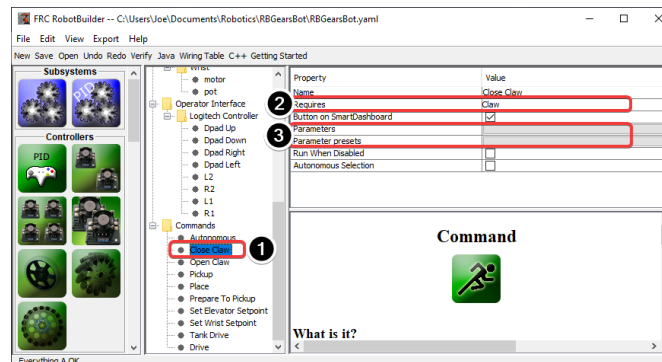 FRC RobotBuilder -- C:\Users\Joe\Documents\Robotics\RBGearsBot\RBGearsBot.yaml
File Edit View Export Help
New Save Open Undo Redo Verify Java Wiring Table C++ Getting Started
Subsystems
PID
Controllers
PID
Wrist
motor
pot
Operator Interface
Logitech Controller
Dpad Up
Dpad Down
Dpad Right
Dpad Left
L2
R2
L1
R1
Commands
Autonomous
Close Claw
Open Claw
Pickup
Place
Prepare To Pickup
Set Elevator Setpoint
Set Wrist Setpoint
Tank Drive
Drive
1
Property Value
Name Close Claw
2 Requires Claw
Button on SmartDashboard
3 Parameters
Parameter presets
Run When Disabled
Autonomous Selection
Command
What is it?
Everything A OK